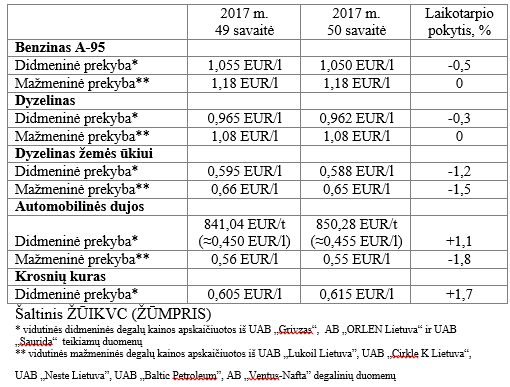 2017 m. 49 savaitė 2017 m. 50 savaitė Laikotarpio pokytis, %
Benzinas A-95
Didmeninė prekyba* 1,055 EUR/l 1,050 EUR/l -0,5
Mažmeninė prekyba** 1,18 EUR/l 1,18 EUR/l 0
Dyzelinas
Didmeninė prekyba* 0,965 EUR/l 0,962 EUR/l -0,3
Mažmeninė prekyba** 1,08 EUR/l 1,08 EUR/l 0
Dyzelinas žemės ūkiui
Didmeninė prekyba* 0,595 EUR/l 0,588 EUR/l -1,2
Mažmeninė prekyba** 0,66 EUR/l 0,65 EUR/l -1,5
Automobilinės dujos
841,04 EUR/t 850,28 EUR/t
Didmeninė prekyba* (≈0,450 EUR/l) (≈0,455 EUR/l) +1,1
Mažmeninė prekyba** 0,56 EUR/l 0,55 EUR/l -1,8
Krosnių kuras
Didmeninė prekyba* 0,605 EUR/l 0,615 EUR/l +1,7
Šaltinis ŽŪIKVC (ŽŪMPRIS)
* vidutinės didmeninės degalų kainos apskaičiuotos iš UAB „Grivzas“, AB „ORLEN Lietuva“ ir UAB
„Saurida“ teikiamų duomenų
** vidutinės mažmeninės degalų kainos apskaičiuotos iš UAB „Lukoil Lietuva”, UAB „Cirkle K Lietuva“,
UAB „Neste Lietuva”, UAB „Baltic Petroleum”, AB „Ventus-Nafta” degalinių duomenų